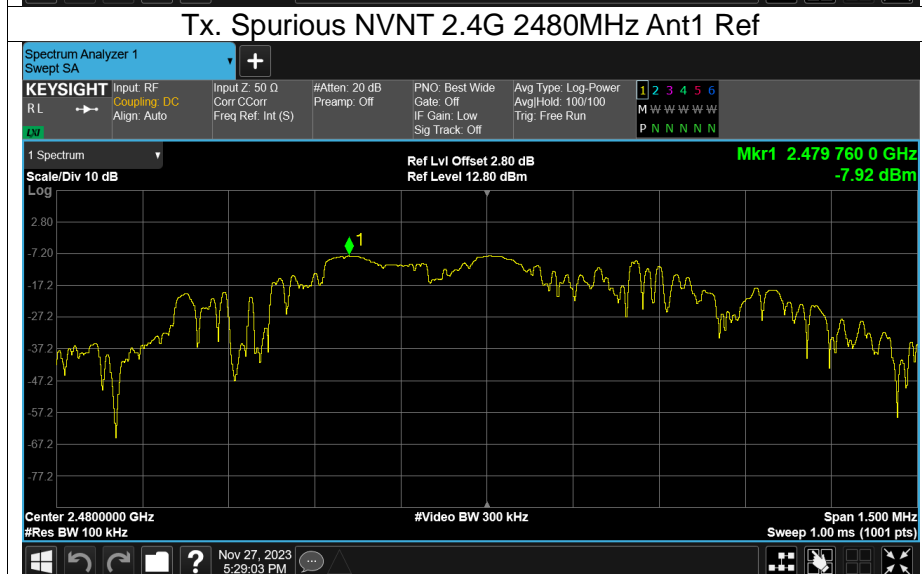 Tx. Spurious NVNT 2.4G 2480MHz Ant1 Ref
Spectrum Analyzer 1
Swept SA
+
KEYSIGHT Input: RF Input Z: 50 Ω #Atten: 20 dB PNO: Best Wide Avg Type: Log-Power 1 2 3 4 5 6
RL Coupling: DC Corr CCorr Preamp: Off Gate: Off Avg|Hold: 100/100 M W W W W W
Align: Auto Freq Ref: Int (S) IF Gain: Low Trig: Free Run
LXI Sig Track: Off P N N N N N
1 Spectrum Ref Lvl Offset 2.80 dB Mkr1 2.479 760 0 GHz
Scale/Div 10 dB Ref Level 12.80 dBm -7.92 dBm
Log
2.80
1
-7.20
-17.2
-27.2
-37.2
-47.2
-57.2
-67.2
-77.2
Center 2.4800000 GHz #Video BW 300 kHz Span 1.500 MHz
#Res BW 100 kHz Sweep 1.00 ms (1001 pts)
? Nov 27, 2023
5:29:03 PM